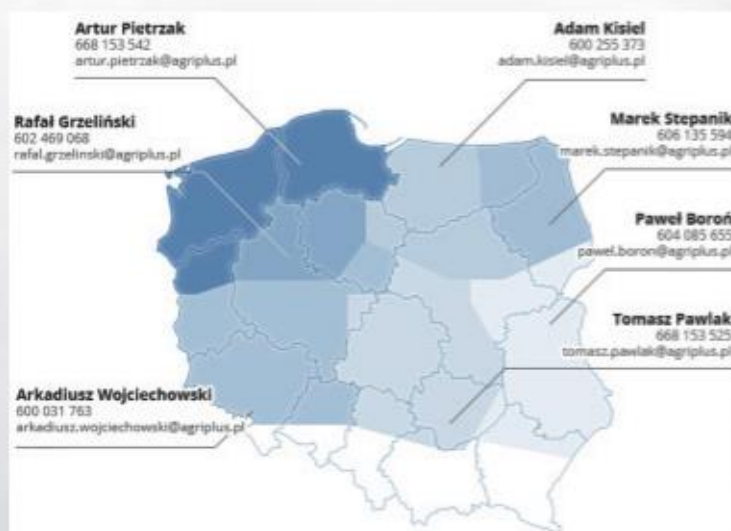 Artur Pietrzak
668 153 542
artur.pietrzak@agriplus.pl
Adam Kisiel
600 255 373
adam.kisiel@agriplus.pl
Rafał Grzeliński
602 469 068
rafal.grzelinski@agriplus.pl
Marek Stepanik
606 135 594
marek.stepanik@agriplus.pl
Paweł Boroń
604 085 655
pawel.boron@agriplus.pl
Tomasz Pawlak
668 153 525
tomasz.pawlak@agriplus.pl
Arkadiusz Wojciechowski
600 031 763
arkadiusz.wojciechowski@agriplus.pl